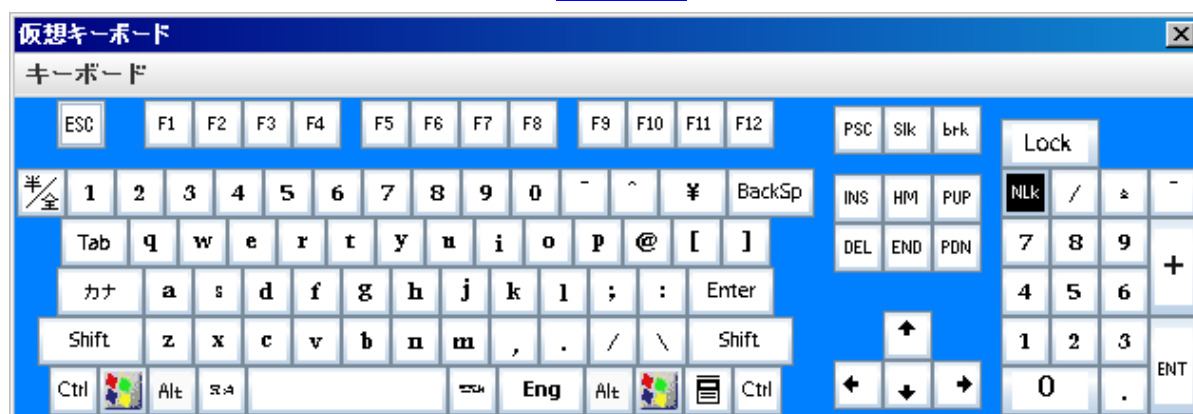 仮想キーボード
キーボード
ESC F1 F2 F3 F4 F5 F6 F7 F8 F9 F10 F11 F12 PSC Slk brk Lock
半/全 1 2 3 4 5 6 7 8 9 0 - ^ ¥ BackSp INS HM PUP NLk / -
Tab q w e r t y u i o p @ [ ] DEL END PDN 7 8 9 +
カナ a s d f g h j k l ; : Enter 4 5 6
Shift z x c v b n m , . / \ Shift 1 2 3
Ctrl Alt Eng Alt Ctrl 0 . ENT